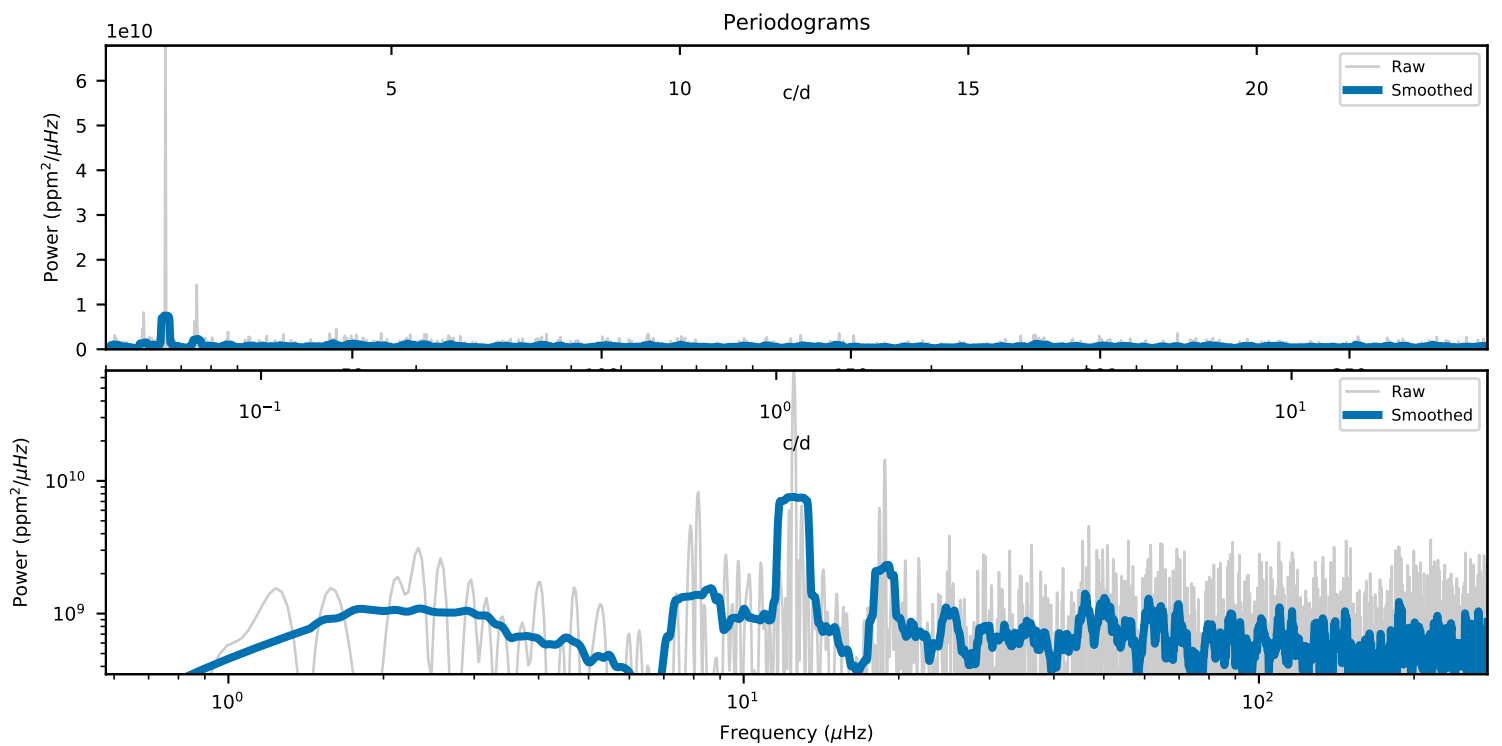 Periodograms
1e10
5 10 15 20
c/d
Raw
Smoothed
6
5
4
3
2
1
0
Power (ppm²/μHz)
10⁻¹ 10⁰ 10¹
c/d
Raw
Smoothed
10¹⁰
10⁹
Power (ppm²/μHz)
10⁰ 10¹ 10²
Frequency (μHz)